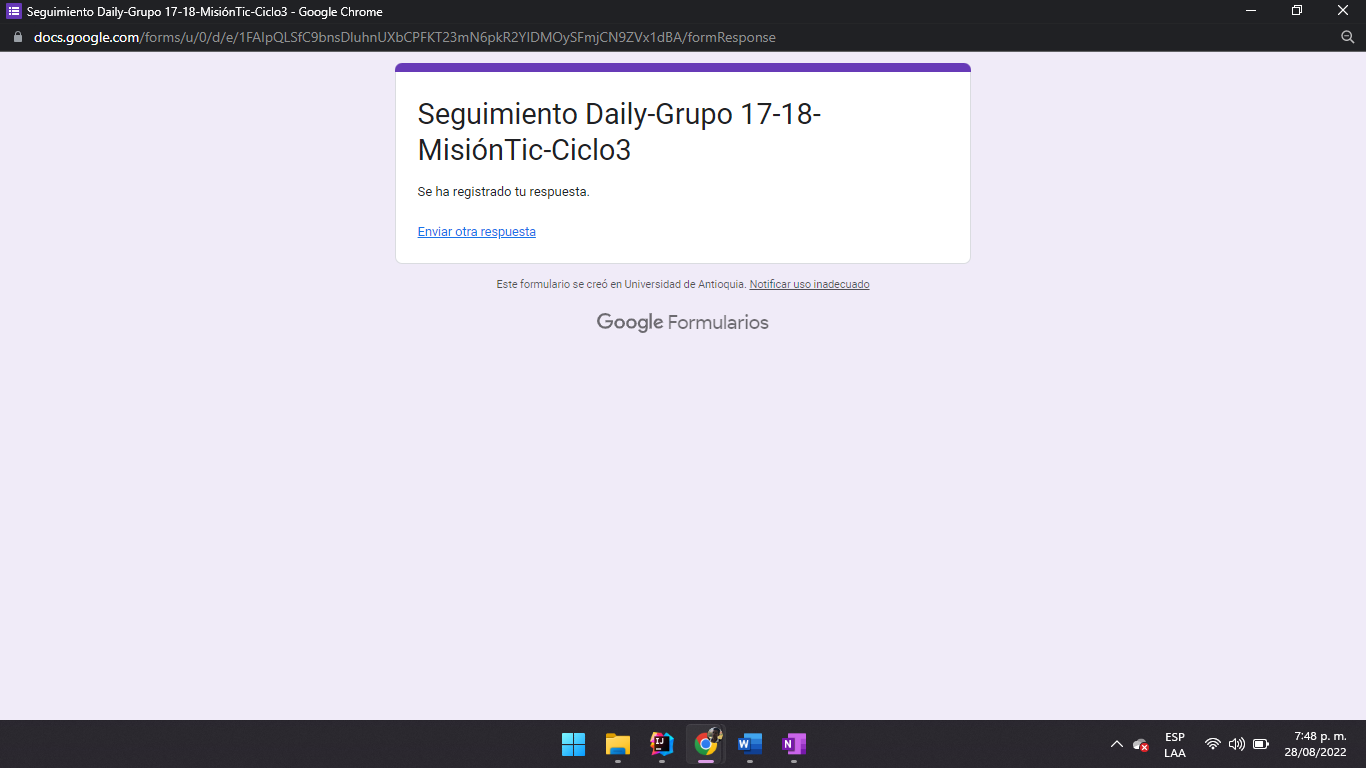 Seguimiento Daily-Grupo 17-18-MisiónTic-Ciclo3 - Google Chrome
docs.google.com/forms/u/0/d/e/1FAIpQLSfC9bnsDluhnUXbCPFKT23mN6pkR2YIDMOySFmjCN9ZVx1dBA/formResponse
Seguimiento Daily-Grupo 17-18-
MisiónTic-Ciclo3
Se ha registrado tu respuesta.
Enviar otra respuesta
Este formulario se creó en Universidad de Antioquia. Notificar uso inadecuado
Google Formularios
ESP
LAA
7:48 p. m.
28/08/2022